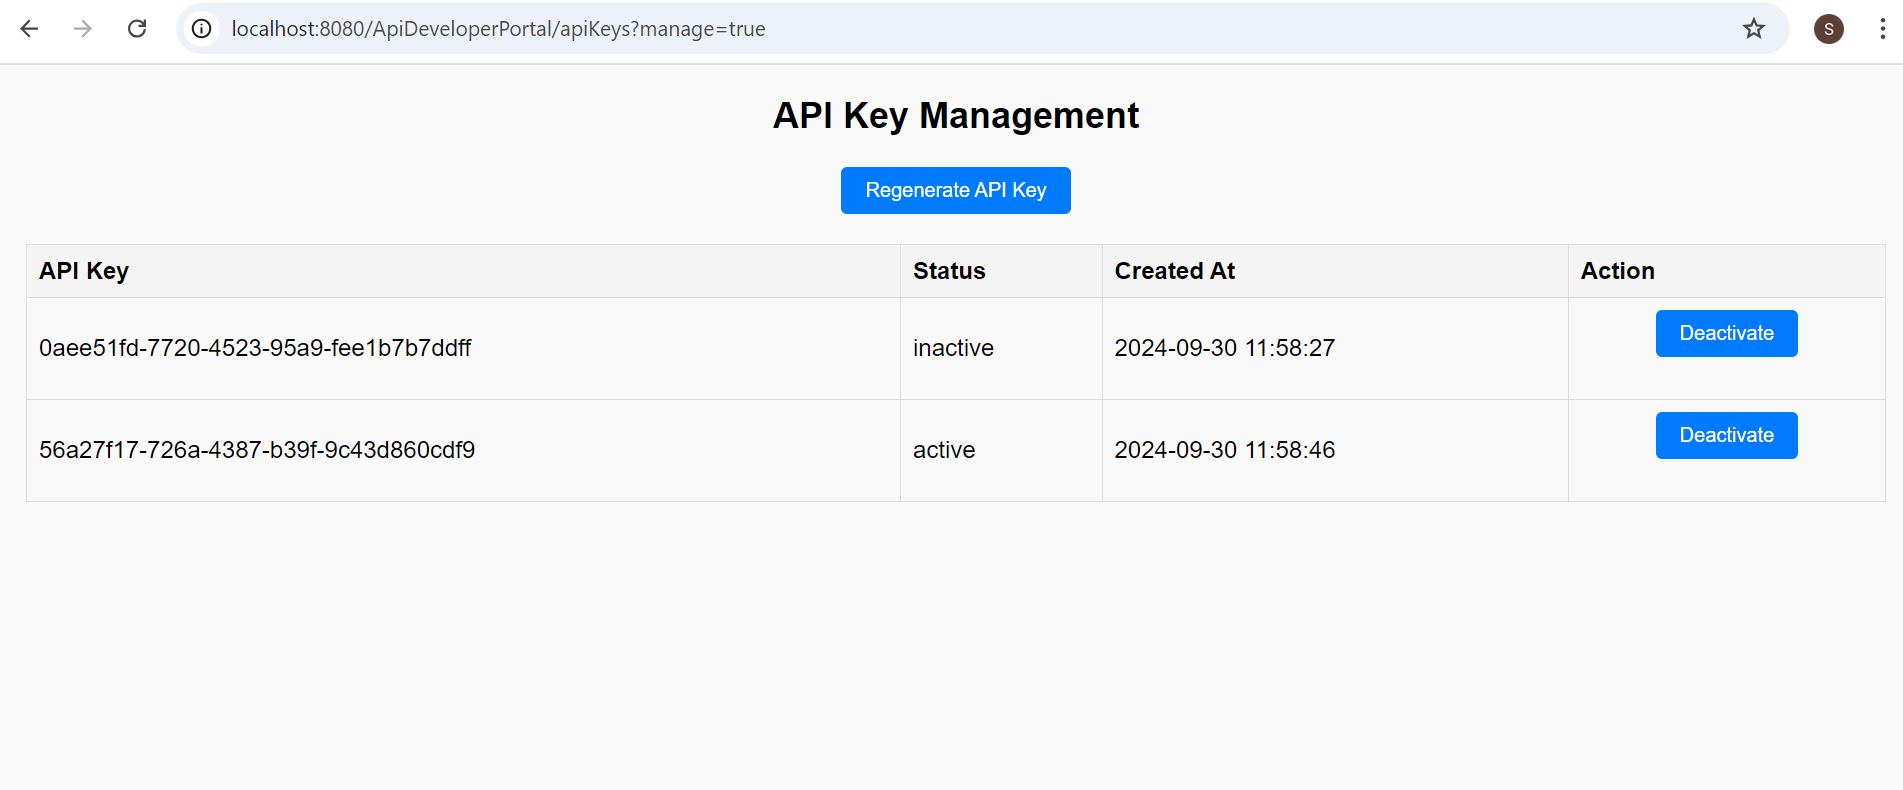 localhost:8080/ApiDeveloperPortal/apiKeys?manage=true
S
API Key Management
Regenerate API Key
API Key Status Created At Action
0aee51fd-7720-4523-95a9-fee1b7b7ddff inactive 2024-09-30 11:58:27 Deactivate
56a27f17-726a-4387-b39f-9c43d860cdf9 active 2024-09-30 11:58:46 Deactivate